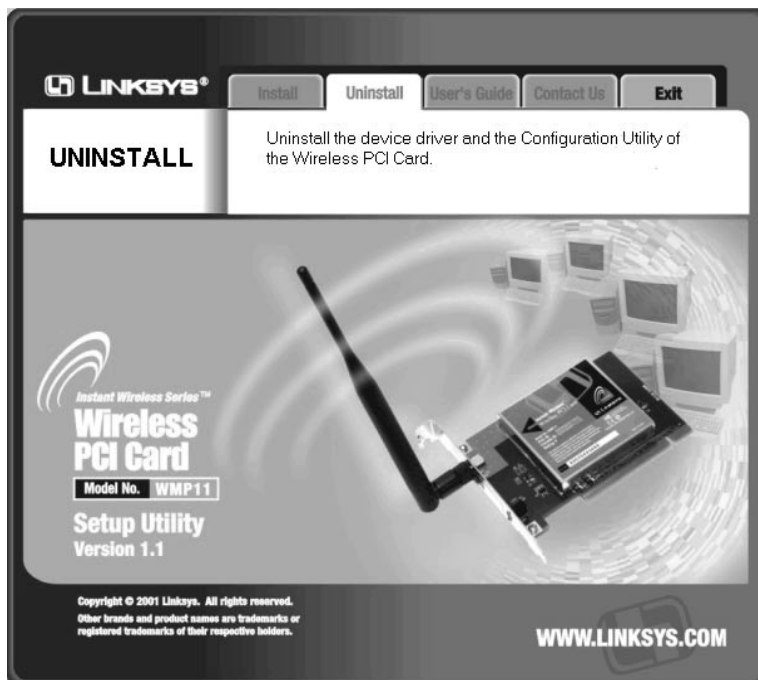 LINKSYS®
Install
Uninstall
User's Guide
Contact Us
Exit
UNINSTALL
Uninstall the device driver and the Configuration Utility of
the Wireless PCI Card.
Instant Wireless Series™
Wireless
PCI Card
Model No. WMP11
Setup Utility
Version 1.1
Copyright © 2001 Linksys. All rights reserved.
Other brands and product names are trademarks or
registered trademarks of their respective holders.
WWW.LINKSYS.COM